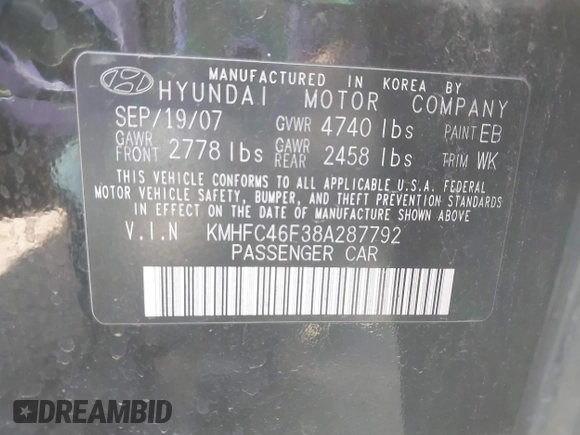 MANUFACTURED IN KOREA BY
HYUNDAI MOTOR COMPANY
SEP/19/07 GVWR 4740 lbs PAINT EB
GAWR FRONT 2778 lbs GAWR REAR 2458 lbs TRIM WK
THIS VEHICLE CONFORMS TO ALL APPLICABLE U.S.A. FEDERAL
MOTOR VEHICLE SAFETY, BUMPER, AND THEFT PREVENTION STANDARDS
IN EFFECT ON THE DATE OF MANUFACTURE SHOWN ABOVE
V.I.N KMHFC46F38A287792
PASSENGER CAR
DREAMBID